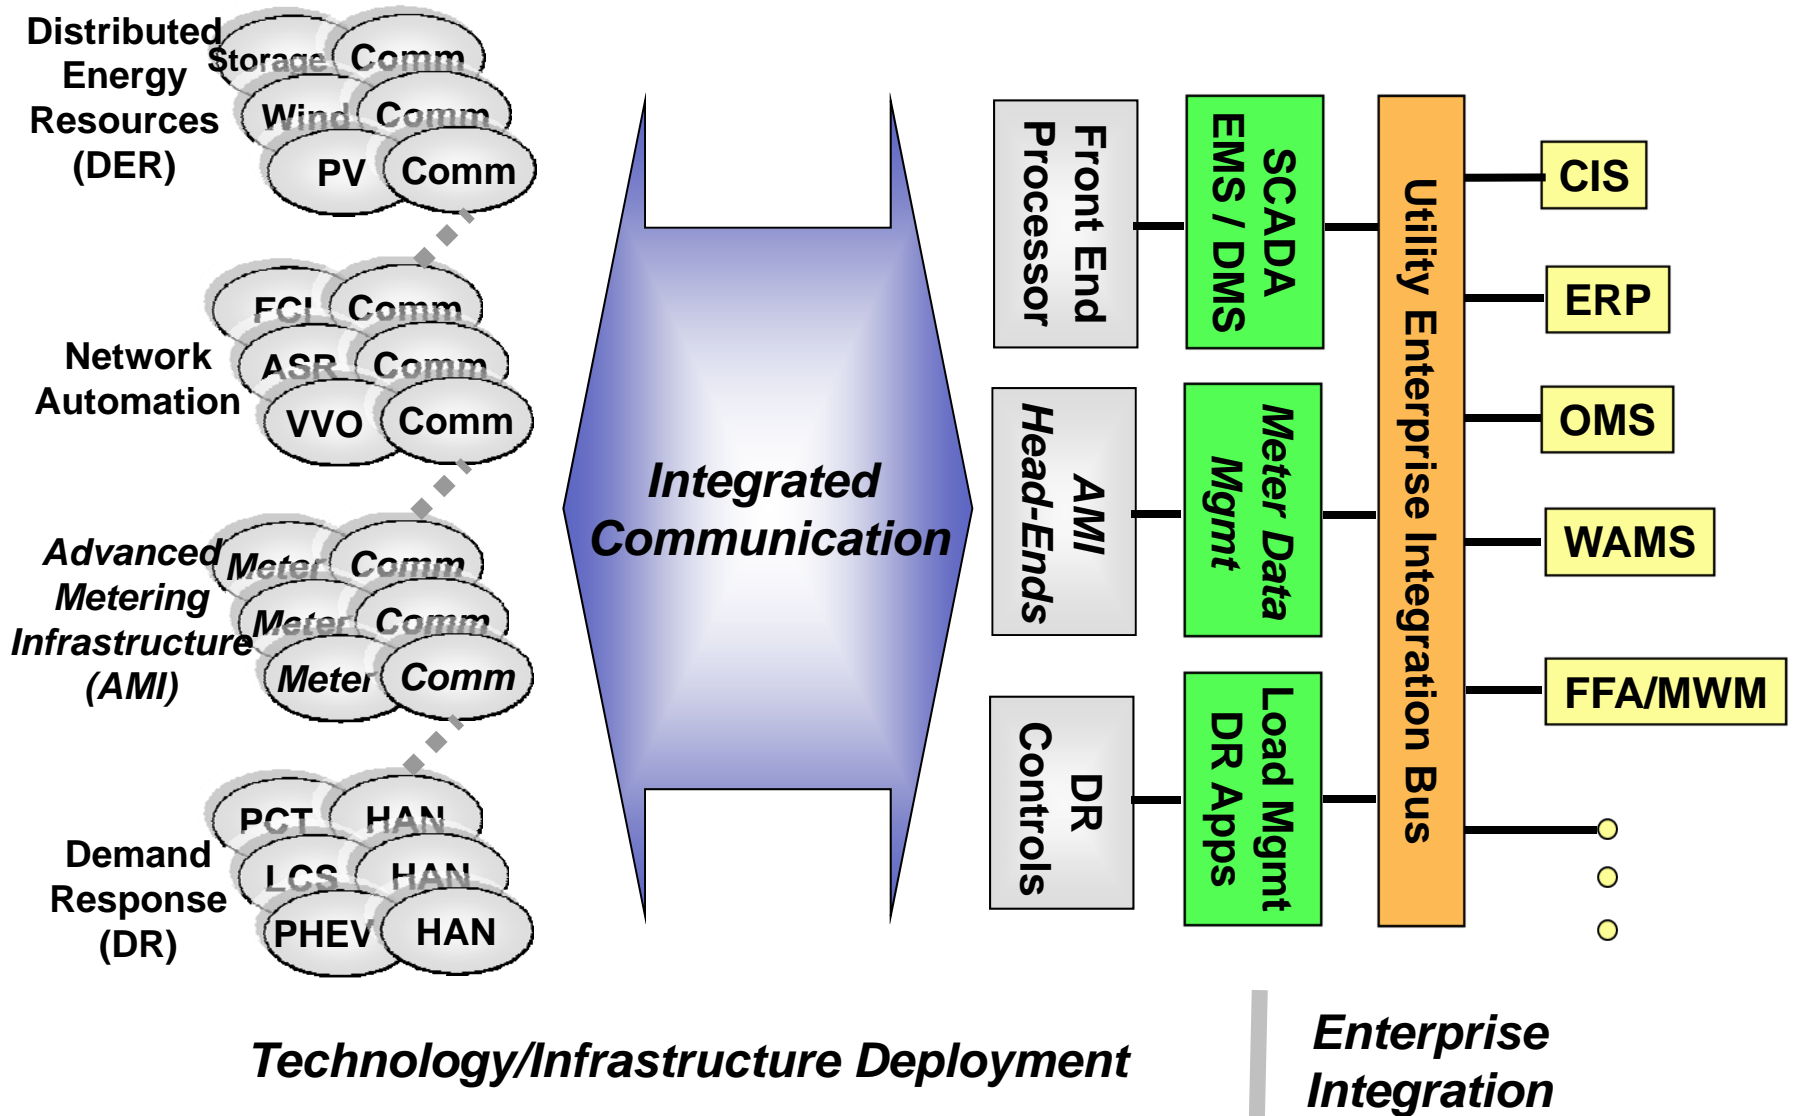 Distributed
Energy
Resources
(DER)
Storage Comm
Wind Comm
PV Comm
Network
Automation
FCI Comm
ASR Comm
VVO Comm
Advanced
Metering
Infrastructure
(AMI)
Meter Comm
Meter Comm
Meter Comm
Demand
Response
(DR)
PCT HAN
LCS HAN
PHEV HAN
Integrated
Communication
Front End
Processor
SCADA
EMS / DMS
AMI
Head-Ends
Meter Data
Mgmt
DR
Controls
Load Mgmt
DR Apps
Utility Enterprise Integration Bus
CIS
ERP
OMS
WAMS
FFA/MWM
Technology/Infrastructure Deployment
Enterprise
Integration